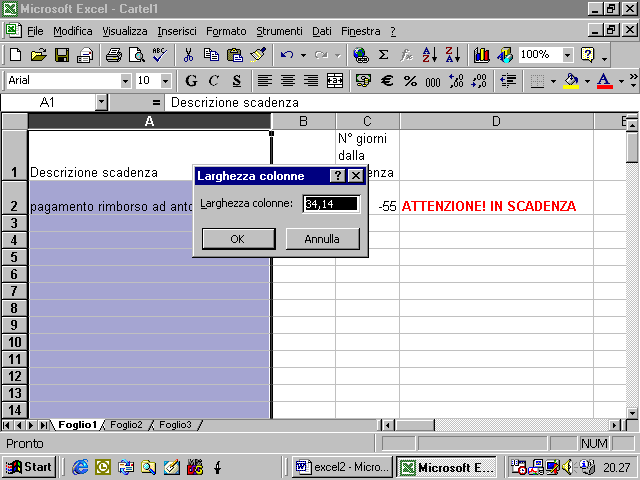 Microsoft Excel - Cartel1
File Modifica Visualizza Inserisci Formato Strumenti Dati Finestra ?
100%
Arial 10 G C S € % 000
A1 = Descrizione scadenza
A B C D E
N° giorni
dalla
1 Descrizione scadenza enza
2 pagamento rimborso ad anto -55 ATTENZIONE! IN SCADENZA
Larghezza colonne
Larghezza colonne: 34,14
OK Annulla
3
4
5
6
7
8
9
10
11
12
13
14
Foglio1 Foglio2 Foglio3
Pronto NUM
Start excel2 - Micro... Microsoft E... 20.27